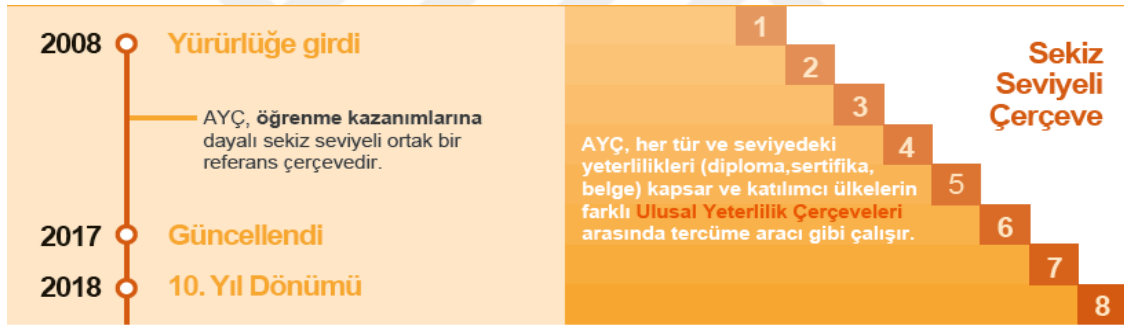 2008
Yürürlüğe girdi
AYÇ, öğrenme kazanımlarına
dayalı sekiz seviyeli ortak bir
referans çerçevedir.
2017
Güncellendi
2018
10. Yıl Dönümü
Sekiz
Seviyeli
Çerçeve
AYÇ, her tür ve seviyedeki
yeterlilikleri (diploma,sertifika,
belge) kapsar ve katılımcı ülkelerin
farklı Ulusal Yeterlilik Çerçeveleri
arasında tercüme aracı gibi çalışır.
1
2
3
4
5
6
7
8